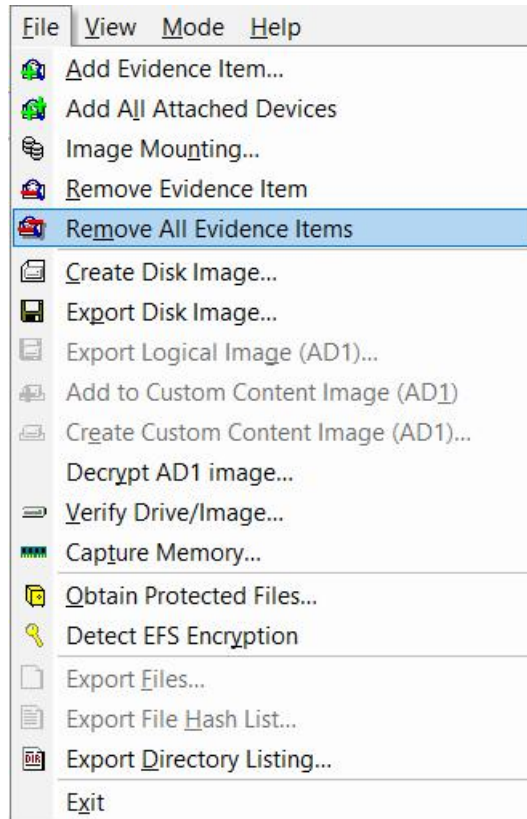 File View Mode Help
Add Evidence Item...
Add All Attached Devices
Image Mounting...
Remove Evidence Item
Remove All Evidence Items
Create Disk Image...
Export Disk Image...
Export Logical Image (AD1)...
Add to Custom Content Image (AD1)
Create Custom Content Image (AD1)...
Decrypt AD1 image...
Verify Drive/Image...
Capture Memory...
Obtain Protected Files...
Detect EFS Encryption
Export Files...
Export File Hash List...
DIR Export Directory Listing...
Exit